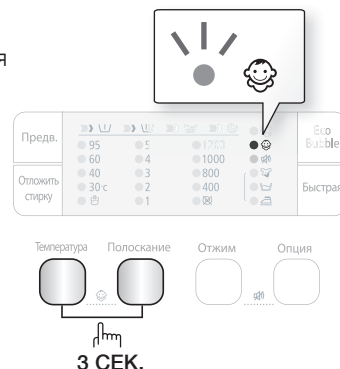 я
Предв.
95 5 1200
60 4 1000
40 3 800
30 с 2 400
1
Eco
Bubble
Отложить
стирку
Быстрая
Температура Полоскание Отжим Опция
3 СЕК.